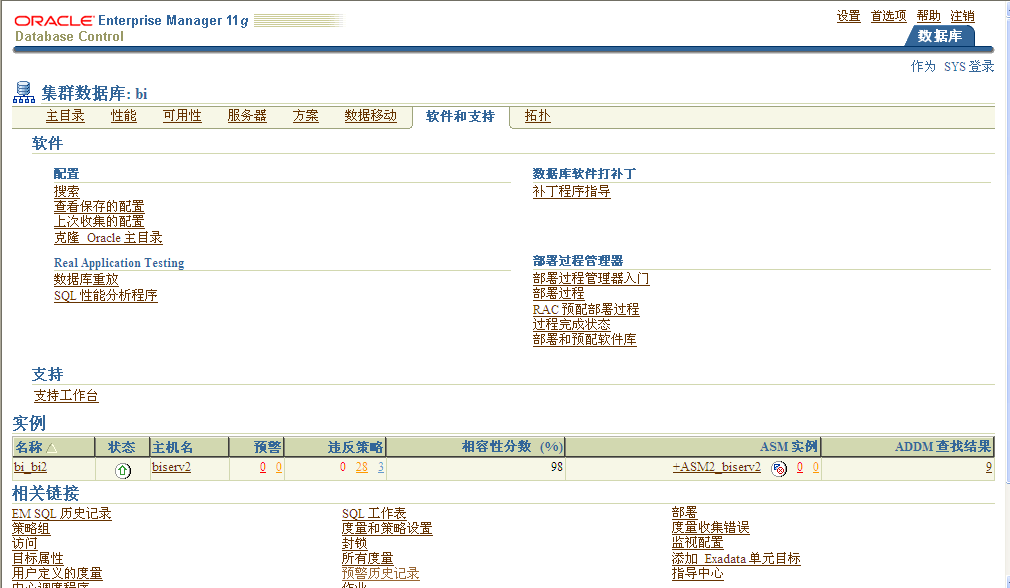 ORACLE Enterprise Manager 11g
Database Control
设置 首选项 帮助 注销
数据库
作为 SYS 登录
集群数据库: bi
主目录 性能 可用性 服务器 方案 数据移动 软件和支持 拓扑
软件
配置
搜索
查看保存的配置
上次收集的配置
克隆 Oracle 主目录
数据库软件打补丁
补丁程序指导
Real Application Testing
数据库重放
SQL 性能分析程序
部署过程管理器
部署过程管理器入门
部署过程
RAC 预配部署过程
过程完成状态
部署和预配软件库
支持
支持工作台
实例
名称 状态 主机名 预警 违反策略 相容性分数 (%) ASM 实例 ADDM 查找结果
bi_bi2 biserv2 0 0 0 28 3 98 +ASM2_biserv2 0 0 9
相关链接
EM SQL 历史记录 SQL 工作表 部署
策略组 度量和策略设置 度量收集错误
访问 封锁 监视配置
目标属性 所有度量 添加 Exadata 单元目标
用户定义的度量 预警历史记录 指导中心
中心调度程序 作业